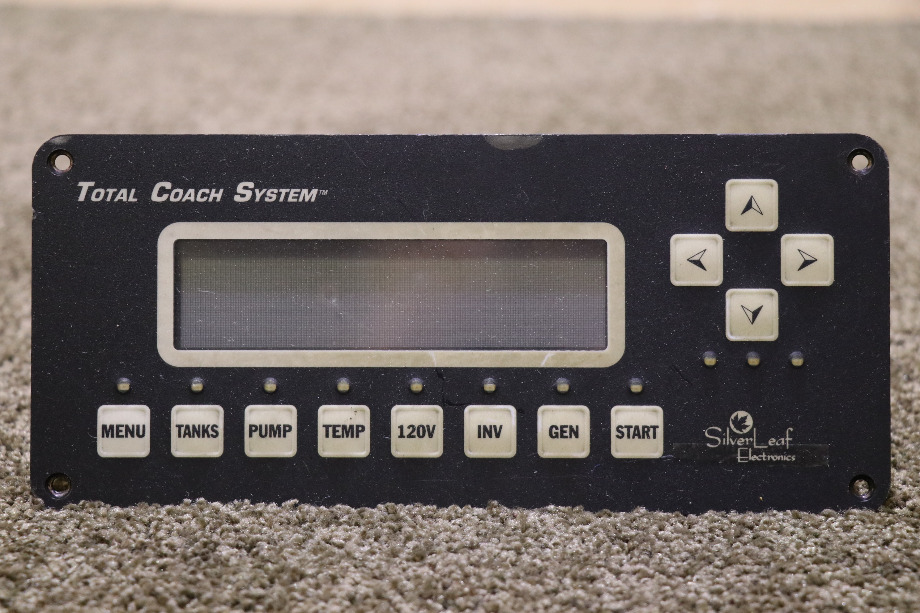 TOTAL COACH SYSTEM™
MENU TANKS PUMP TEMP 120V INV GEN START
SilverLeaf
Electronics